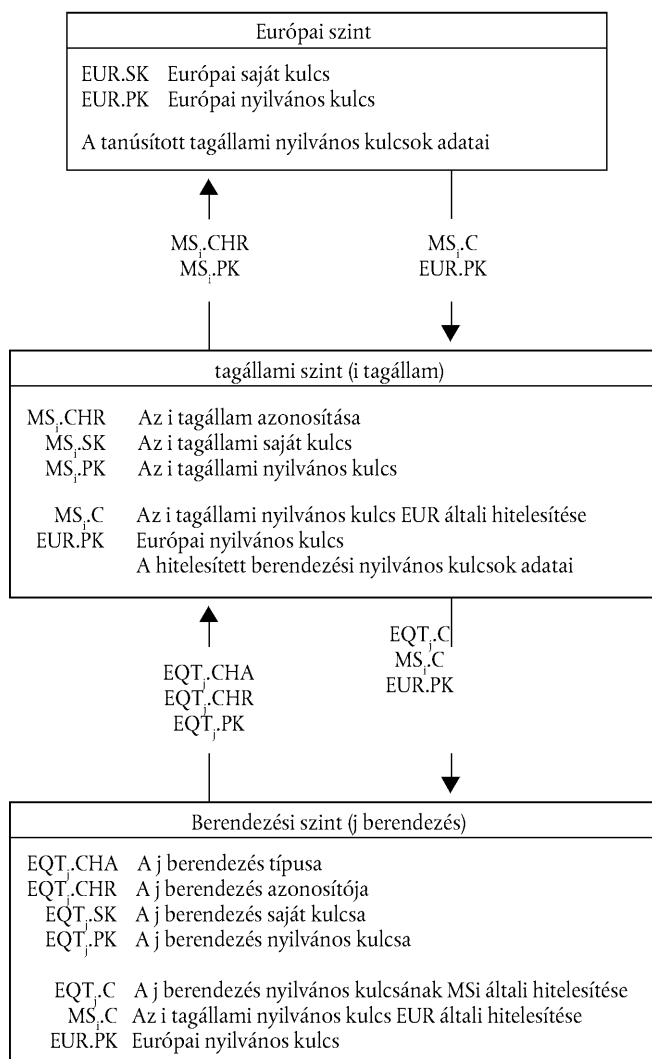 Európai szint
EUR.SK Európai saját kulcs
EUR.PK Európai nyilvános kulcs
A tanúsított tagállami nyilvános kulcsok adatai
MSi.CHR
MSi.PK
MSi.C
EUR.PK
tagállami szint (i tagállam)
MSi.CHR Az i tagállam azonosítása
MSi.SK Az i tagállami saját kulcs
MSi.PK Az i tagállami nyilvános kulcs
MSi.C Az i tagállami nyilvános kulcs EUR általi hitelesítése
EUR.PK Európai nyilvános kulcs
A hitelesített berendezési nyilvános kulcsok adatai
EQTj.CHA
EQTj.CHR
EQTj.PK
EQTj.C
MSi.C
EUR.PK
Berendezési szint (j berendezés)
EQTj.CHA A j berendezés típusa
EQTj.CHR A j berendezés azonosítója
EQTj.SK A j berendezés saját kulcsa
EQTj.PK A j berendezés nyilvános kulcsa
EQTj.C A j berendezés nyilvános kulcsának MSi általi hitelesítése
MSi.C Az i tagállami nyilvános kulcs EUR általi hitelesítése
EUR.PK Európai nyilvános kulcs